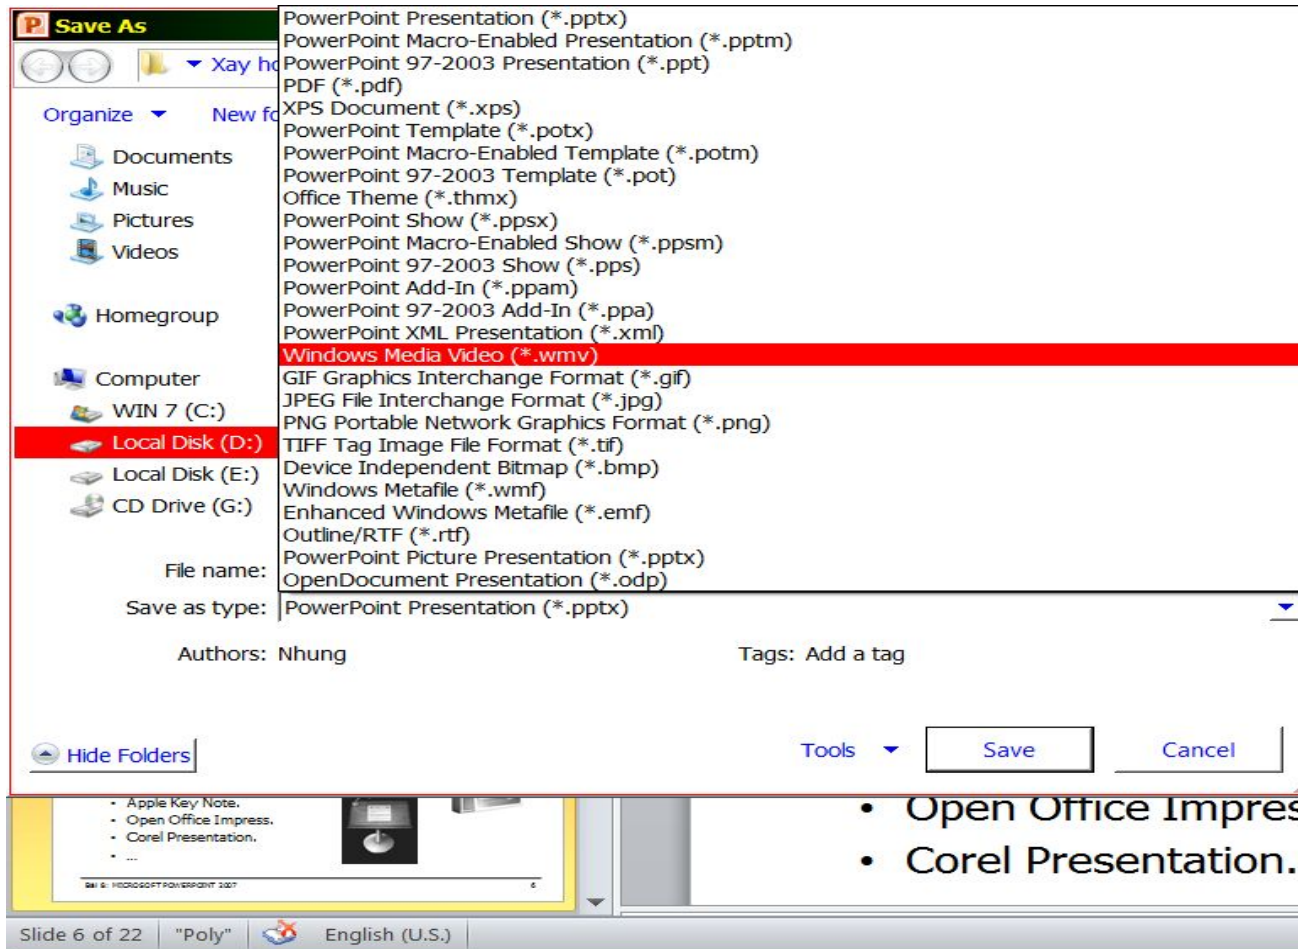 Save As
Xay ho
Organize
New fo
Documents
Music
Pictures
Videos
Homegroup
Computer
WIN 7 (C:)
Local Disk (D:)
Local Disk (E:)
CD Drive (G:)
PowerPoint Presentation (*.pptx)
PowerPoint Macro-Enabled Presentation (*.pptm)
PowerPoint 97-2003 Presentation (*.ppt)
PDF (*.pdf)
XPS Document (*.xps)
PowerPoint Template (*.potx)
PowerPoint Macro-Enabled Template (*.potm)
PowerPoint 97-2003 Template (*.pot)
Office Theme (*.thmx)
PowerPoint Show (*.ppsx)
PowerPoint Macro-Enabled Show (*.ppsm)
PowerPoint 97-2003 Show (*.pps)
PowerPoint Add-In (*.ppam)
PowerPoint 97-2003 Add-In (*.ppa)
PowerPoint XML Presentation (*.xml)
Windows Media Video (*.wmv)
GIF Graphics Interchange Format (*.gif)
JPEG File Interchange Format (*.jpg)
PNG Portable Network Graphics Format (*.png)
TIFF Tag Image File Format (*.tif)
Device Independent Bitmap (*.bmp)
Windows Metafile (*.wmf)
Enhanced Windows Metafile (*.emf)
Outline/RTF (*.rtf)
PowerPoint Picture Presentation (*.pptx)
OpenDocument Presentation (*.odp)
File name:
Save as type: PowerPoint Presentation (*.pptx)
Authors: Nhung
Tags: Add a tag
Hide Folders
Tools
Save
Cancel
• Apple Key Note.
• Open Office Impress.
• Corel Presentation.
• ...
MICROSOFT POWERPOINT 2007
6
• Open Office Impres
• Corel Presentation.
Slide 6 of 22
"Poly"
English (U.S.)